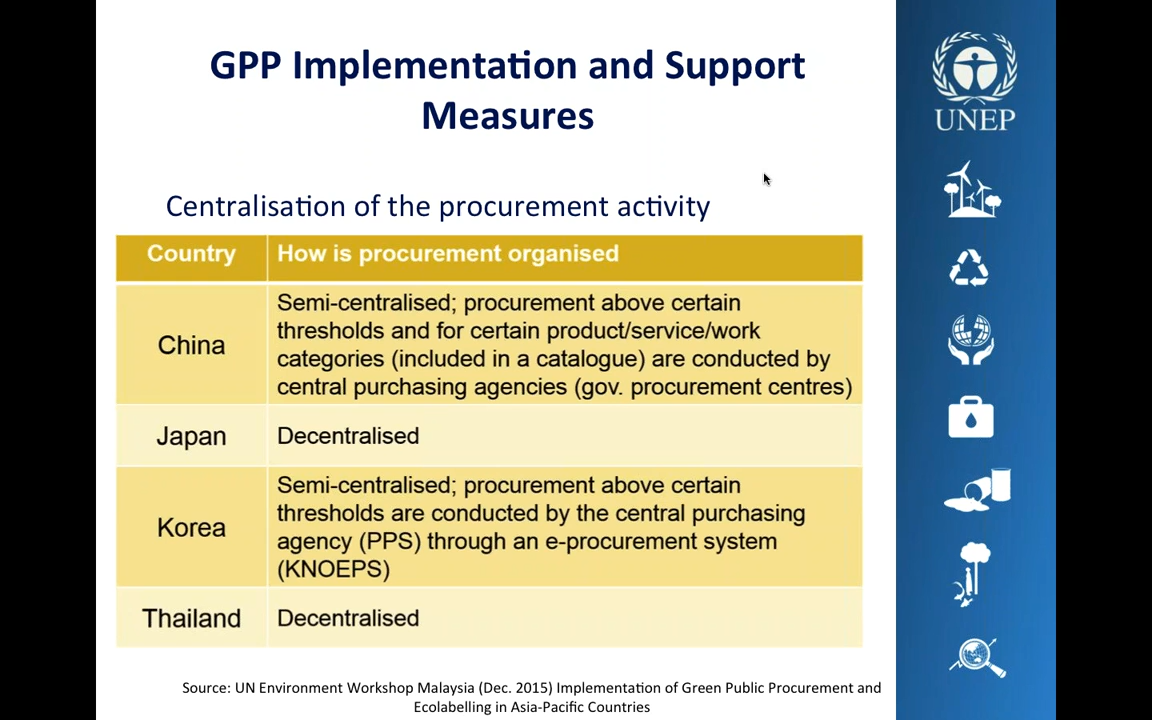 GPP Implementation and Support
Measures
UNEP
Centralisation of the procurement activity
Country How is procurement organised
China Semi-centralised; procurement above certain
thresholds and for certain product/service/work
categories (included in a catalogue) are conducted by
central purchasing agencies (gov. procurement centres)
Japan Decentralised
Korea Semi-centralised; procurement above certain
thresholds are conducted by the central purchasing
agency (PPS) through an e-procurement system
(KNOEPS)
Thailand Decentralised
Source: UN Environment Workshop Malaysia (Dec. 2015) Implementation of Green Public Procurement and
Ecolabelling in Asia-Pacific Countries